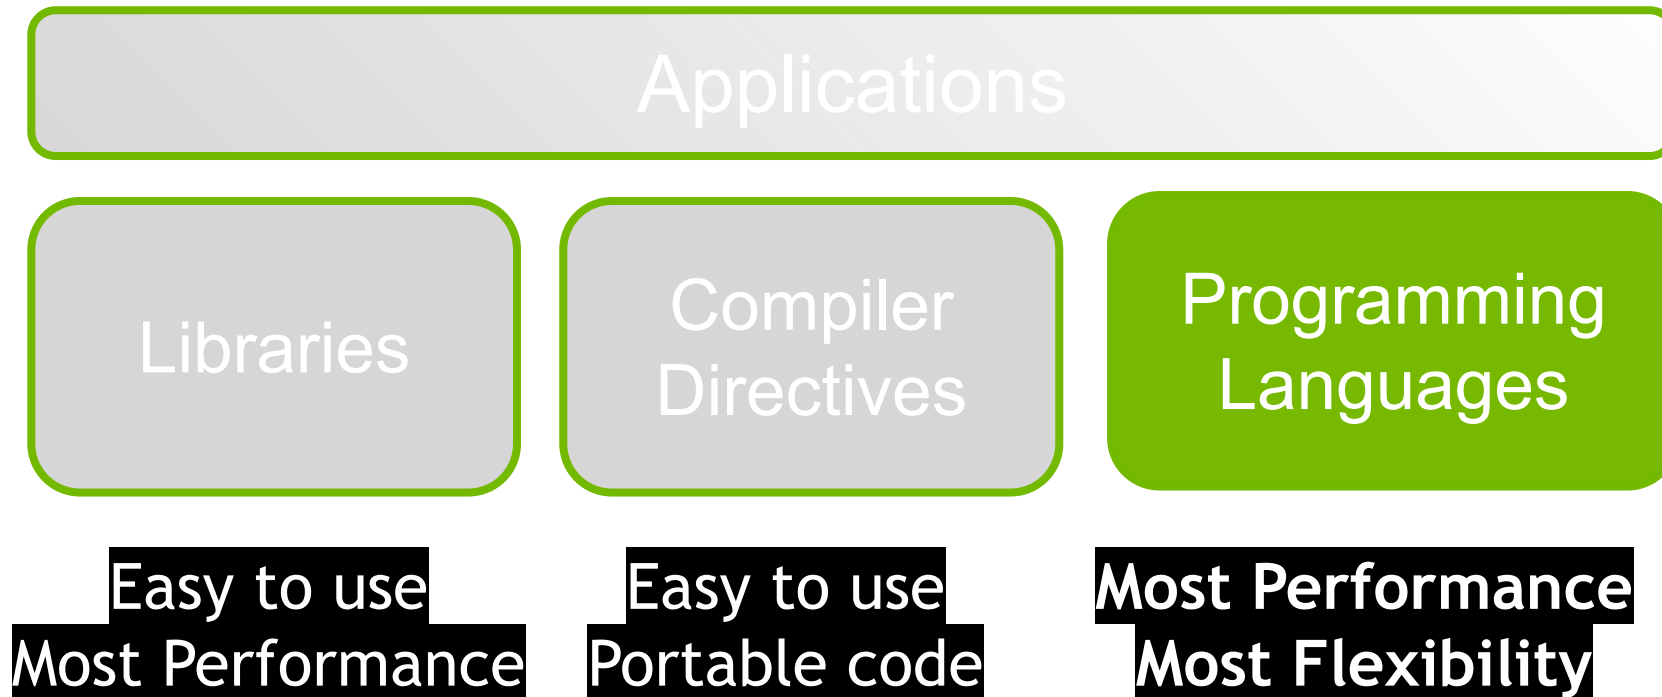 Applications
Libraries
Compiler
Directives
Programming
Languages
Easy to use
Most Performance
Easy to use
Portable code
Most Performance
Most Flexibility